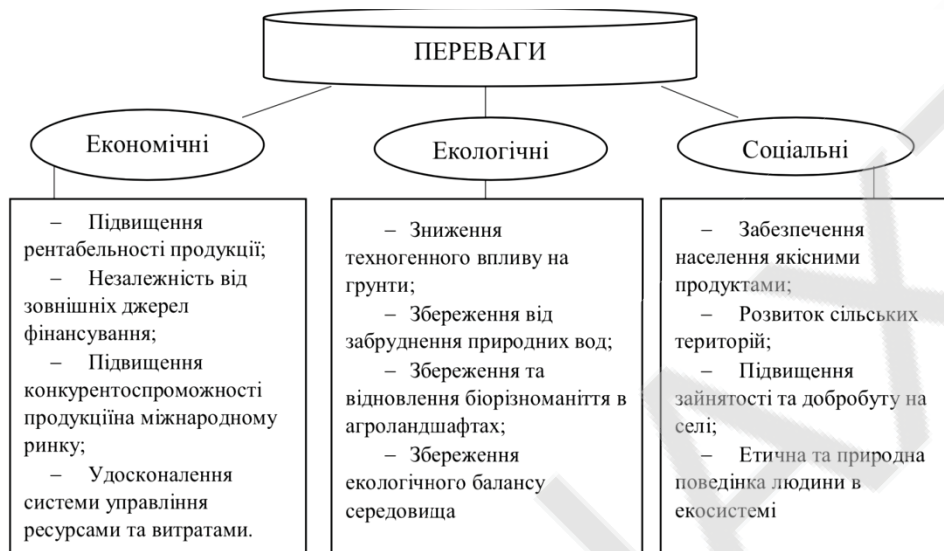 ПЕРЕВАГИ
Економічні
Екологічні
Соціальні
– Підвищення
рентабельності продукції;
– Незалежність від
зовнішніх джерел
фінансування;
– Підвищення
конкурентоспроможності
продукціїна міжнародному
ринку;
– Удосконалення
системи управління
ресурсами та витратами.
– Зниження
техногенного впливу на
грунти;
– Збереження від
забруднення природних вод;
– Збереження та
відновлення біорізноманіття в
агроландшафтах;
– Збереження
екологічного балансу
середовища
– Забезпечення
населення якісними
продуктами;
– Розвиток сільських
територій;
– Підвищення
зайнятості та добробуту на
селі;
– Етична та природна
поведінка людини в
екосистемі